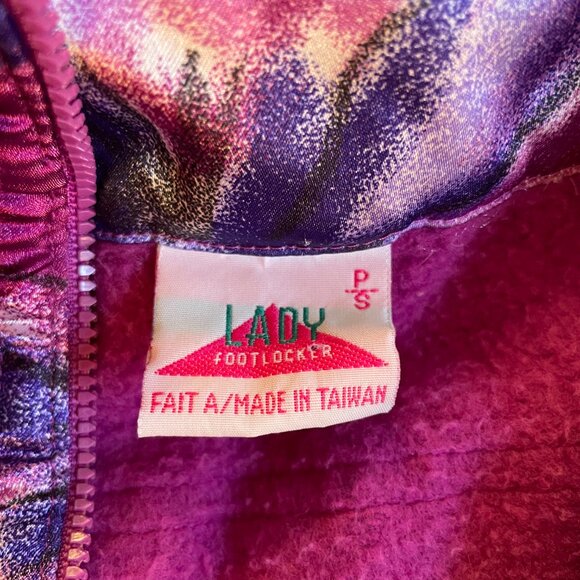 P/S
LADY
FOOTLOCKER
FAIT A/MADE IN TAIWAN